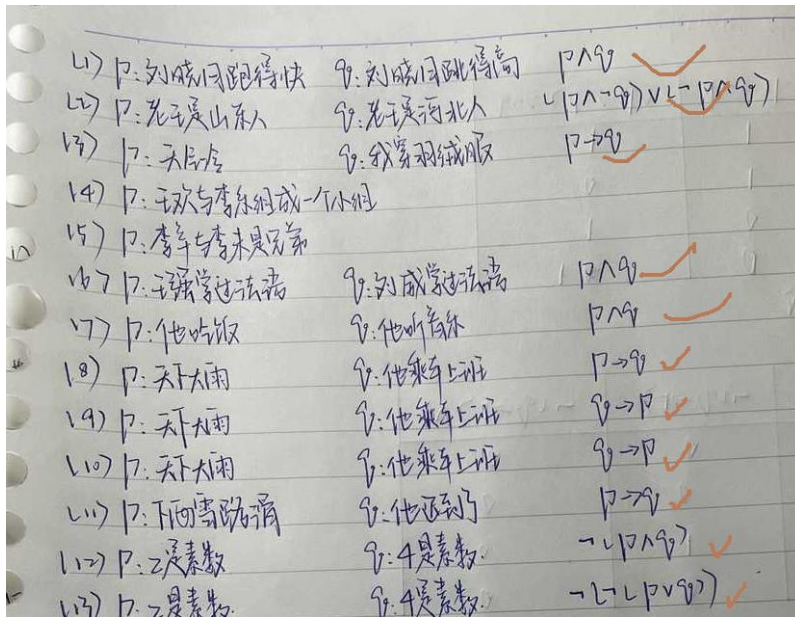 (1) p:刘晓月跑得快 q:刘晓月跳得高 p∧q
(2) p:老王是山东人 q:老王是河北人 (p∧¬q)∨(¬p∧q)
(3) p:天气冷 q:我穿羽绒服 p→q
(4) p:王欢与李乐组成一个小组
(5) p:李辛与李末是兄弟
(6) p:王强学过法语 q:刘威学过法语 p∧q
(7) p:他吃饭 q:他听音乐 p∧q
(8) p:天下大雨 q:他乘车上班 p→q
(9) p:天下大雨 q:他乘车上班 q→p
(10) p:天下大雨 q:他乘车上班 q→p
(11) p:下雪路滑 q:他迟到了 p→q
(12) p:2是素数 q:4是素数. ¬(p∧q)
(13) p:2是素数. q:4是素数. ¬(¬(p∨q))